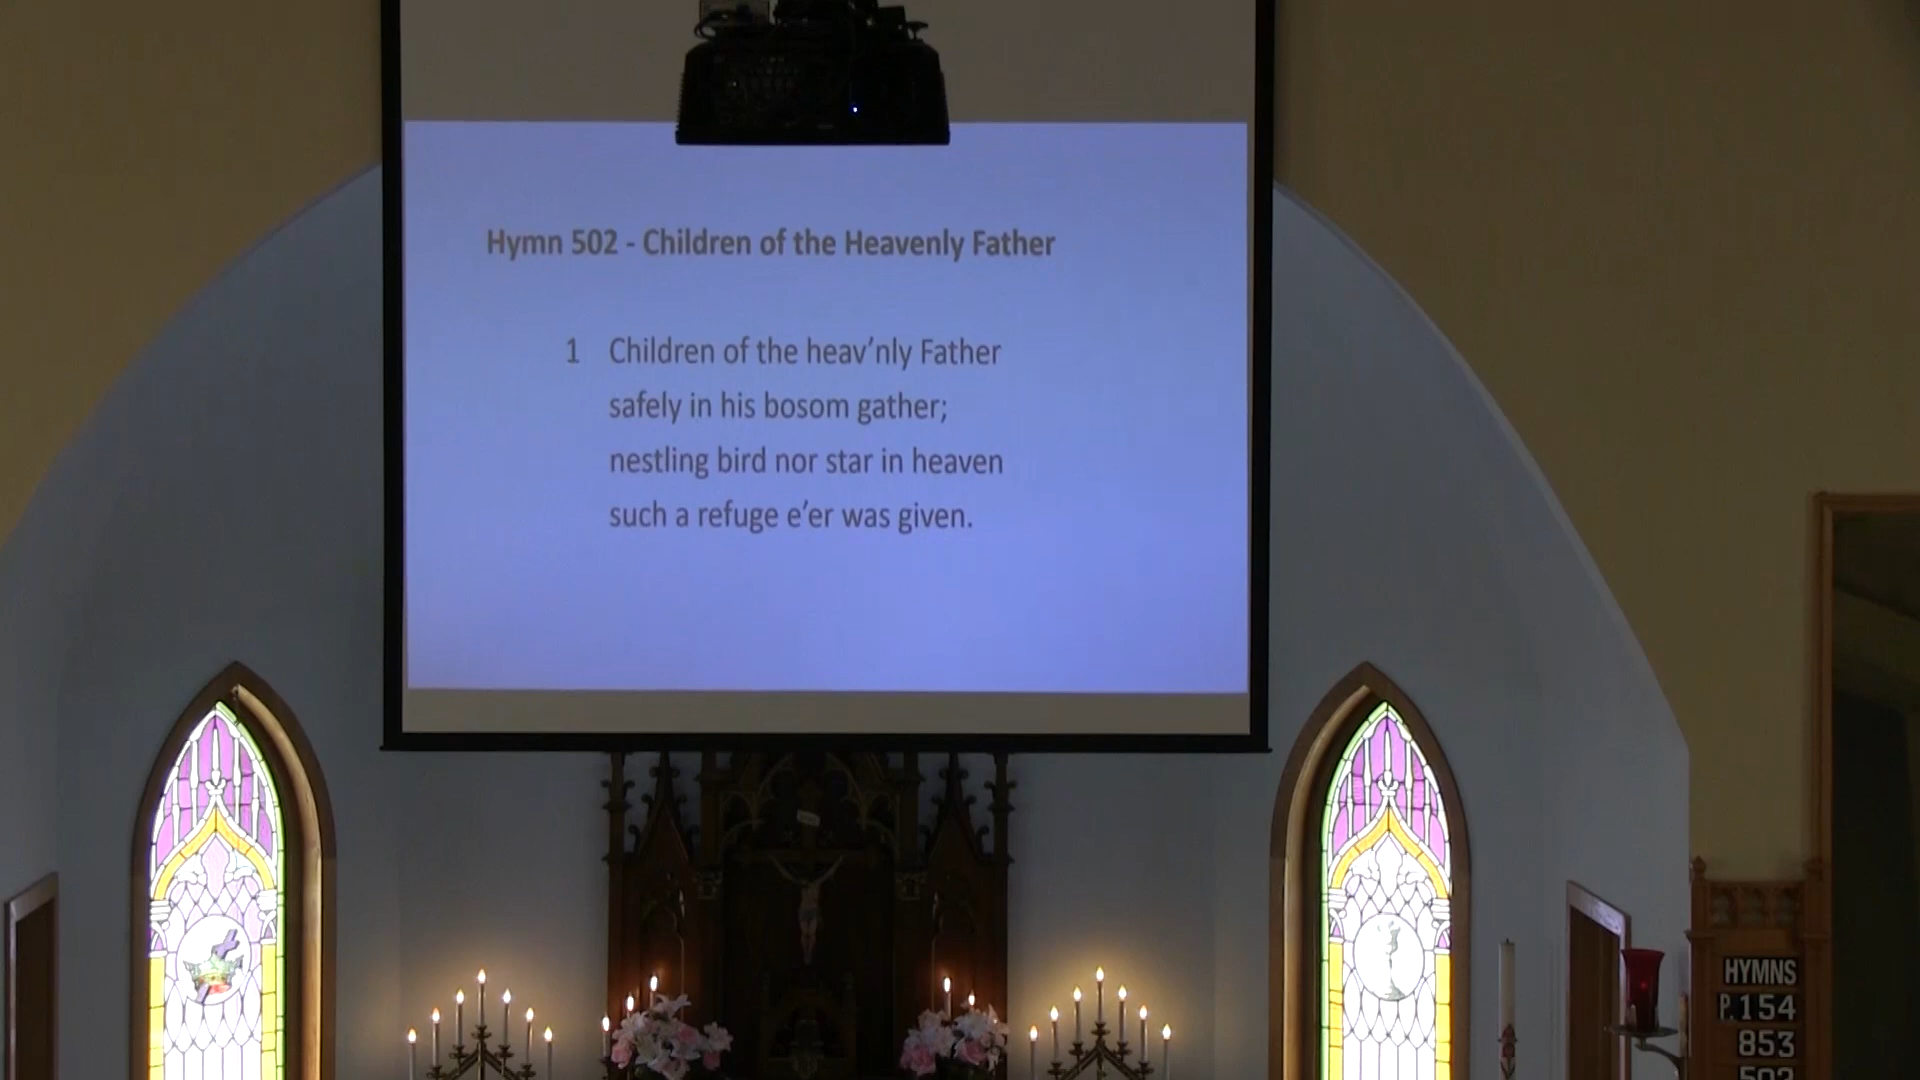 Hymn 502 - Children of the Heavenly Father
1 Children of the heav’nly Father
safely in his bosom gather;
nestling bird nor star in heaven
such a refuge e’er was given.
HYMNS
P.154
853
502